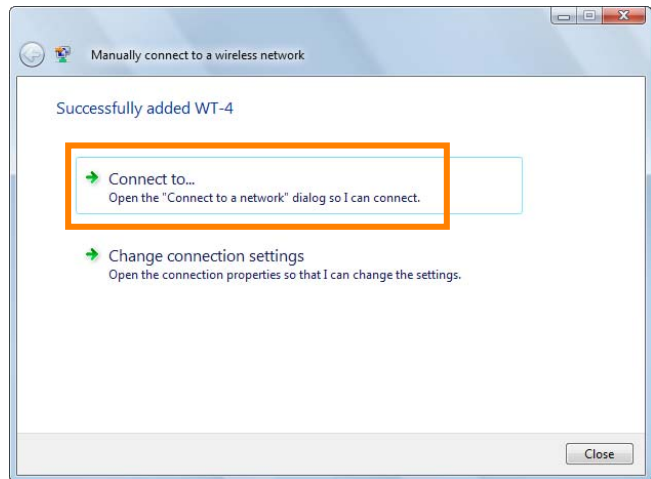 Manually connect to a wireless network
Successfully added WT-4
Connect to...
Open the "Connect to a network" dialog so I can connect.
Change connection settings
Open the connection properties so that I can change the settings.
Close